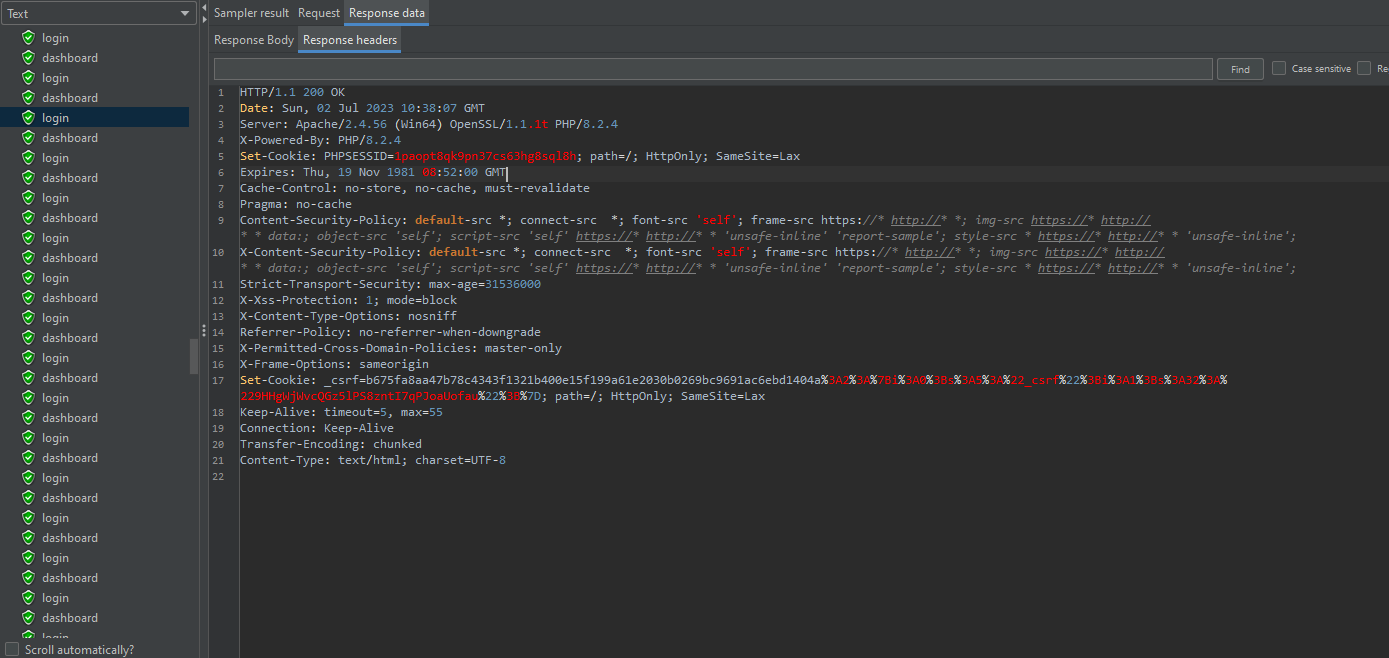 Text
Sampler result Request Response data
Response Body Response headers
Find Case sensitive Re
login
dashboard
login
dashboard
login
dashboard
login
dashboard
login
dashboard
login
dashboard
login
dashboard
login
dashboard
login
dashboard
login
dashboard
login
dashboard
login
dashboard
login
dashboard
login
dashboard
login
dashboard
login
Scroll automatically?
1 HTTP/1.1 200 OK
2 Date: Sun, 02 Jul 2023 10:38:07 GMT
3 Server: Apache/2.4.56 (Win64) OpenSSL/1.1.1t PHP/8.2.4
4 X-Powered-By: PHP/8.2.4
5 Set-Cookie: PHPSESSID=1paopt8qk9pn37cs63hg8sql8h; path=/; HttpOnly; SameSite=Lax
6 Expires: Thu, 19 Nov 1981 08:52:00 GMT
7 Cache-Control: no-store, no-cache, must-revalidate
8 Pragma: no-cache
9 Content-Security-Policy: default-src *; connect-src  *; font-src 'self'; frame-src https://* http://* *; img-src https://* http://
* * data:; object-src 'self'; script-src 'self' https://* http://* * 'unsafe-inline' 'report-sample'; style-src * https://* http://* * 'unsafe-inline';
10 X-Content-Security-Policy: default-src *; connect-src  *; font-src 'self'; frame-src https://* http://* *; img-src https://* http://
* * data:; object-src 'self'; script-src 'self' https://* http://* * 'unsafe-inline' 'report-sample'; style-src * https://* http://* * 'unsafe-inline';
11 Strict-Transport-Security: max-age=31536000
12 X-Xss-Protection: 1; mode=block
13 X-Content-Type-Options: nosniff
14 Referrer-Policy: no-referrer-when-downgrade
15 X-Permitted-Cross-Domain-Policies: master-only
16 X-Frame-Options: sameorigin
17 Set-Cookie: _csrf=b675fa8aa47b78c4343f1321b400e15f199a61e2030b0269bc9691ac6ebd1404a%3A2%3A%7Bi%3A0%3Bs%3A5%3A%22_csrf%22%3Bi%3A1%3Bs%3A32%3A%
229HHgWjWvcQGz5lPS8zntI7qPJoaUofau%22%3B%7D; path=/; HttpOnly; SameSite=Lax
18 Keep-Alive: timeout=5, max=55
19 Connection: Keep-Alive
20 Transfer-Encoding: chunked
21 Content-Type: text/html; charset=UTF-8
22